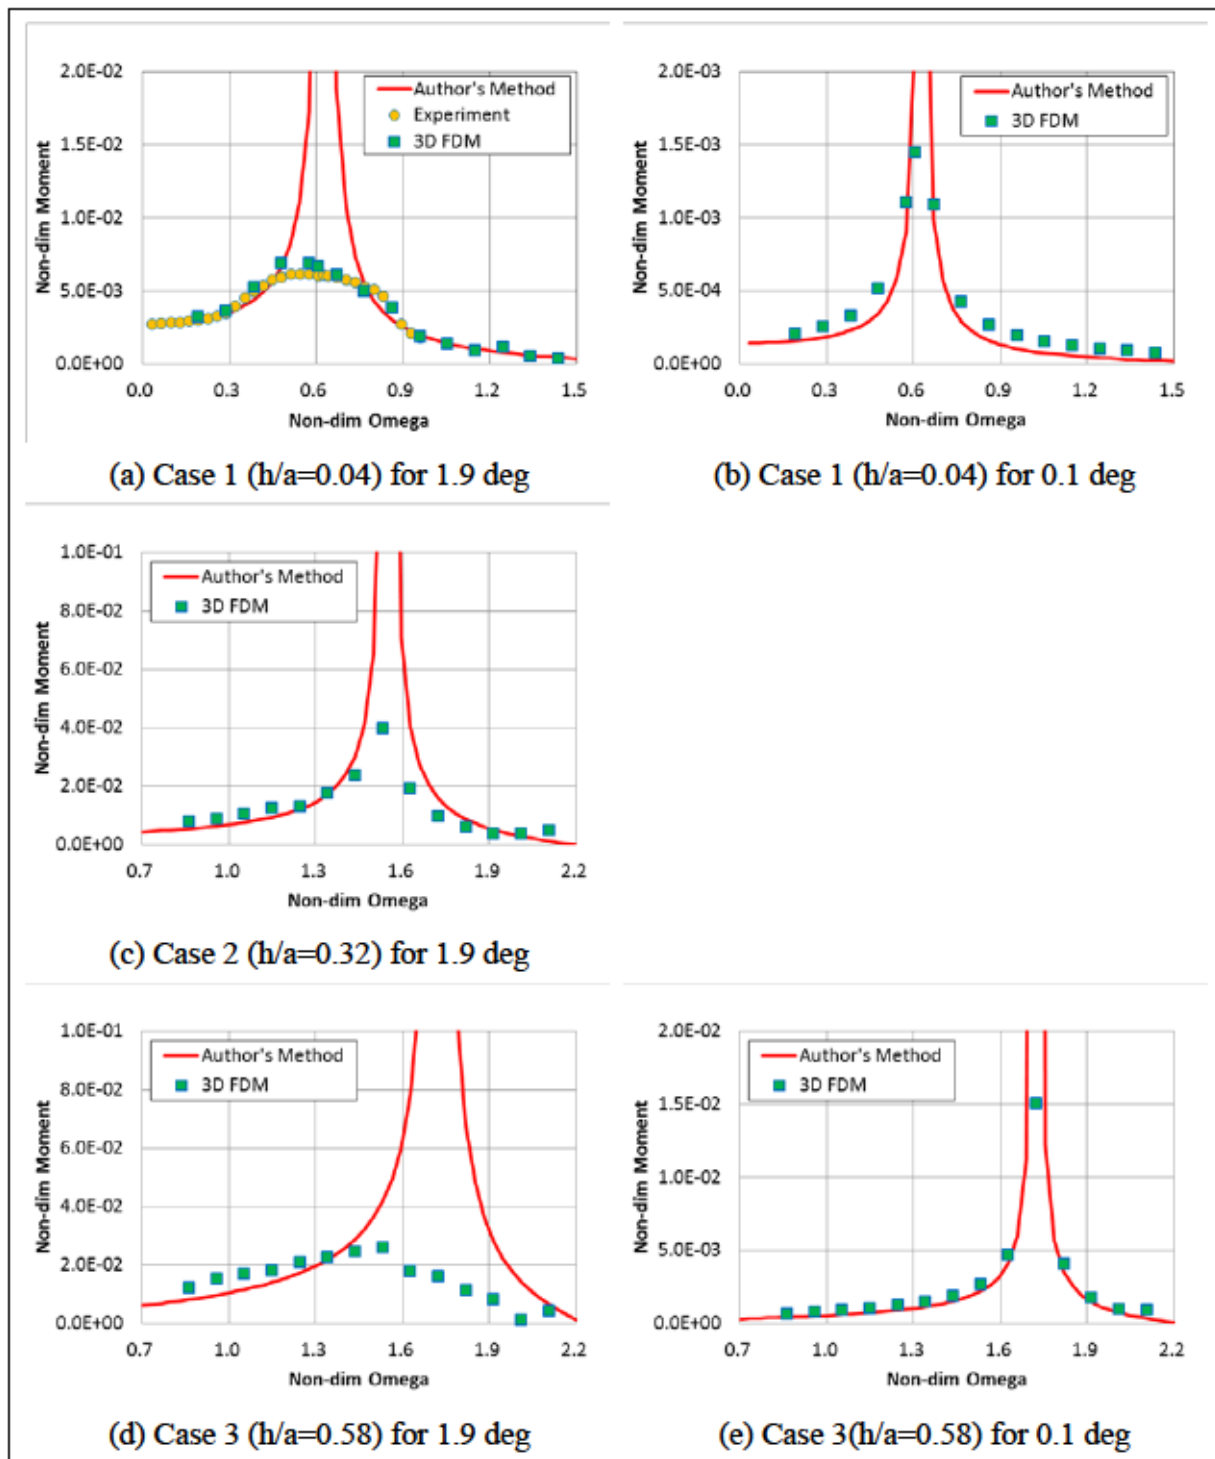 2.0E-02
1.5E-02
1.0E-02
5.0E-03
0.0E+00
Non-dim Moment
Author's Method
Experiment
3D FDM
0.0 0.3 0.6 0.9 1.2 1.5
Non-dim Omega
(a) Case 1 (h/a=0.04) for 1.9 deg
2.0E-03
1.5E-03
1.0E-03
5.0E-04
0.0E+00
Non-dim Moment
Author's Method
3D FDM
0.0 0.3 0.6 0.9 1.2 1.5
Non-dim Omega
(b) Case 1 (h/a=0.04) for 0.1 deg
1.0E-01
8.0E-02
6.0E-02
4.0E-02
2.0E-02
0.0E+00
Non-dim Moment
Author's Method
3D FDM
0.7 1.0 1.3 1.6 1.9 2.2
Non-dim Omega
(c) Case 2 (h/a=0.32) for 1.9 deg
1.0E-01
8.0E-02
6.0E-02
4.0E-02
2.0E-02
0.0E+00
Non-dim Moment
Author's Method
3D FDM
0.7 1.0 1.3 1.6 1.9 2.2
Non-dim Omega
(d) Case 3 (h/a=0.58) for 1.9 deg
2.0E-02
1.5E-02
1.0E-02
5.0E-03
0.0E+00
Non-dim Moment
Author's Method
3D FDM
0.7 1.0 1.3 1.6 1.9 2.2
Non-dim Omega
(e) Case 3(h/a=0.58) for 0.1 deg